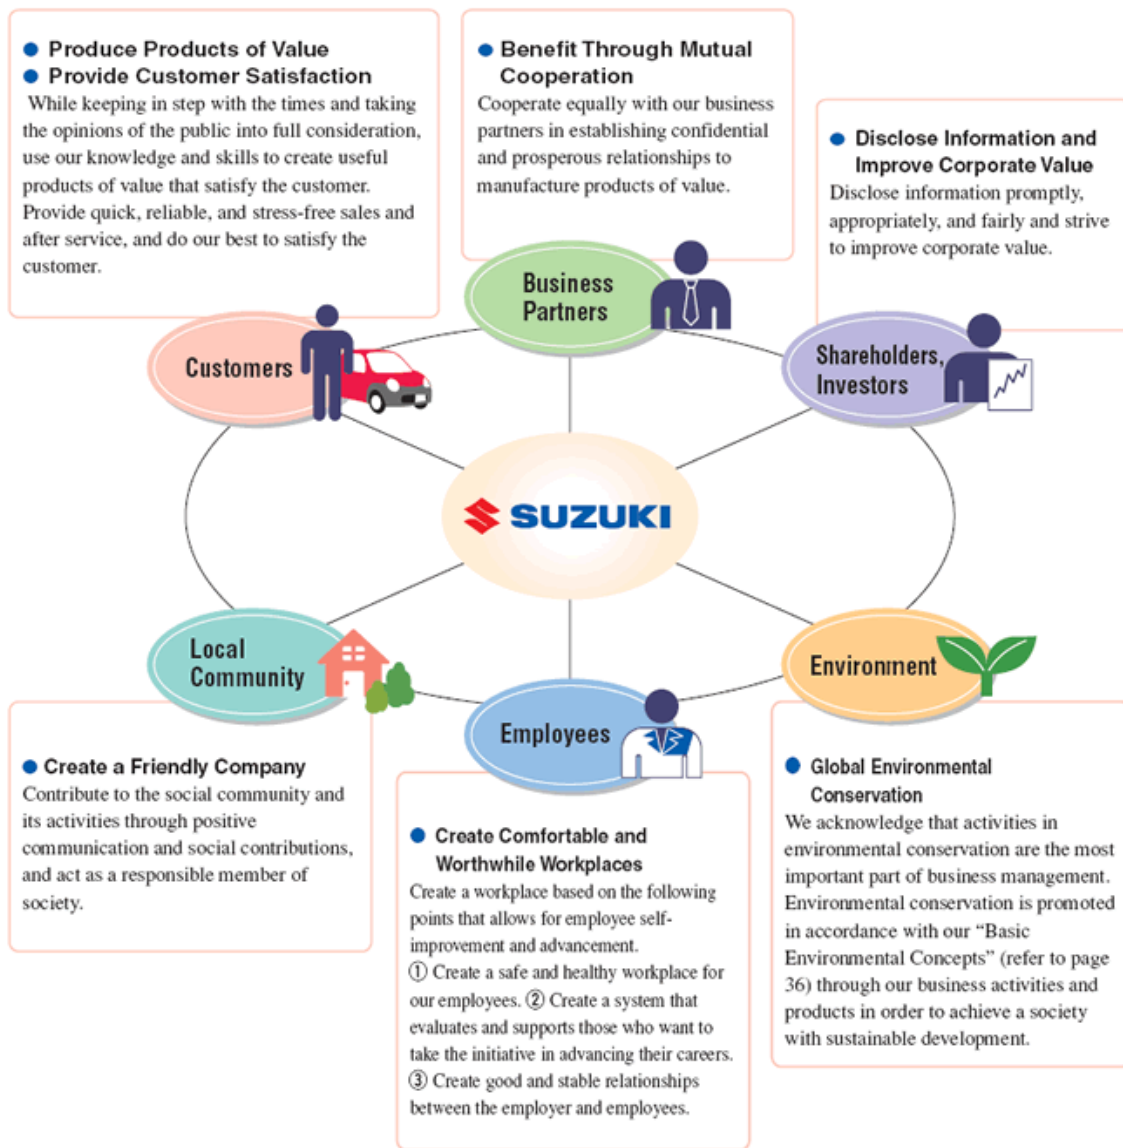 ● Produce Products of Value
● Provide Customer Satisfaction
While keeping in step with the times and taking
the opinions of the public into full consideration,
use our knowledge and skills to create useful
products of value that satisfy the customer.
Provide quick, reliable, and stress-free sales and
after service, and do our best to satisfy the
customer.
● Benefit Through Mutual
Cooperation
Cooperate equally with our business
partners in establishing confidential
and prosperous relationships to
manufacture products of value.
● Disclose Information and
Improve Corporate Value
Disclose information promptly,
appropriately, and fairly and strive
to improve corporate value.
Customers
Business
Partners
Shareholders,
Investors
SUZUKI
Local
Community
Employees
Environment
● Create a Friendly Company
Contribute to the social community and
its activities through positive
communication and social contributions,
and act as a responsible member of
society.
● Create Comfortable and
Worthwhile Workplaces
Create a workplace based on the following
points that allows for employee self-
improvement and advancement.
① Create a safe and healthy workplace for
our employees. ② Create a system that
evaluates and supports those who want to
take the initiative in advancing their careers.
③ Create good and stable relationships
between the employer and employees.
● Global Environmental
Conservation
We acknowledge that activities in
environmental conservation are the most
important part of business management.
Environmental conservation is promoted
in accordance with our “Basic
Environmental Concepts” (refer to page
36) through our business activities and
products in order to achieve a society
with sustainable development.